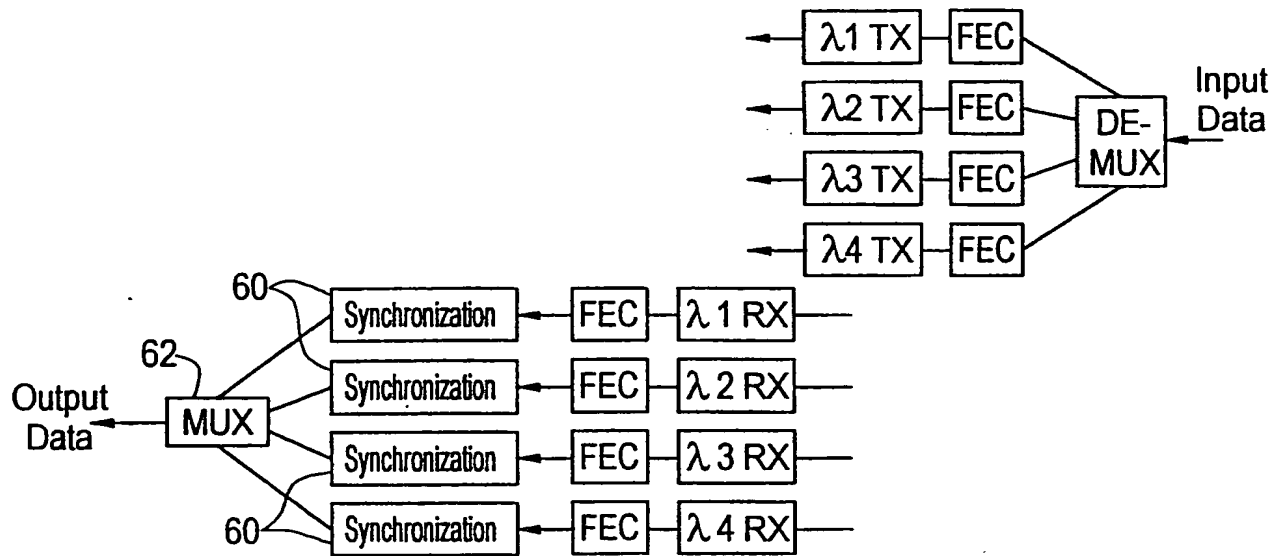 λ1 TX FEC
λ2 TX FEC
DE-
MUX
Input
Data
λ3 TX FEC
λ4 TX FEC
60 Synchronization FEC λ 1 RX
62
Synchronization FEC λ 2 RX
Output
Data
MUX
Synchronization FEC λ 3 RX
60 Synchronization FEC λ 4 RX